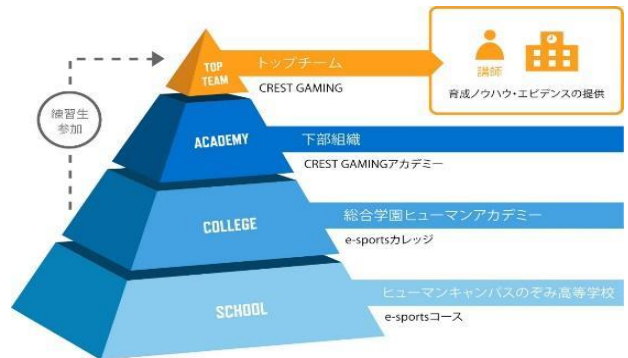 TOP
TEAM
トップチーム
CREST GAMING
講師
育成ノウハウ・エビデンスの提供
練習生
参加
ACADEMY
下部組織
CREST GAMINGアカデミー
COLLEGE
総合学園ヒューマンアカデミー
e-sportsカレッジ
SCHOOL
ヒューマンキャンパスのぞみ高等学校
e-sportsコース